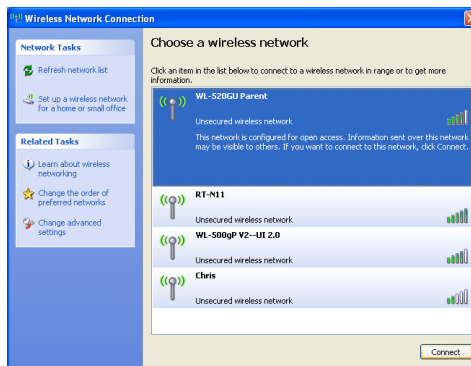 Wireless Network Connection
Network Tasks
Refresh network list
Set up a wireless network
for a home or small office
Related Tasks
Learn about wireless
networking
Change the order of
preferred networks
Change advanced
settings
Choose a wireless network
Click an item in the list below to connect to a wireless network in range or to get more
information.
WL-520GU Parent
Unsecured wireless network
This network is configured for open access. Information sent over this network
may be visible to others. If you want to connect to this network, click Connect.
RT-N11
Unsecured wireless network
WL-500gP V2--UI 2.0
Unsecured wireless network
Chris
Unsecured wireless network
Connect